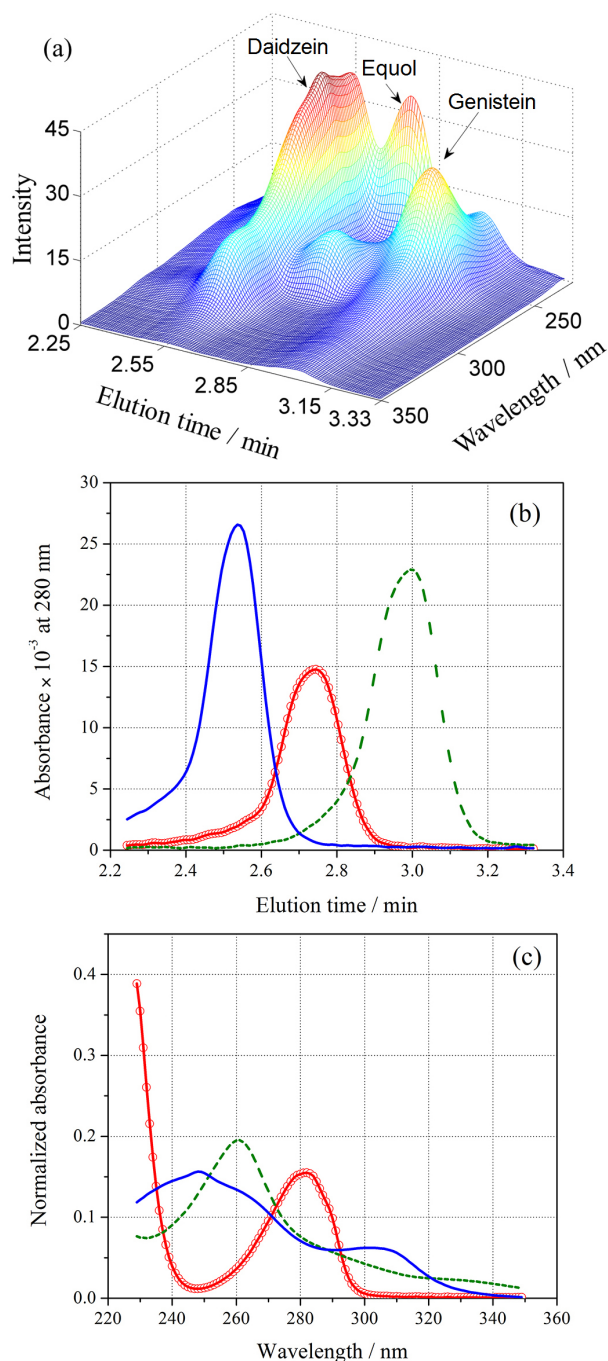 (a)
Daidzein
Equol
Genistein
45
30
15
0
Intensity
2.25
2.55
2.85
3.15
3.33
Elution time / min
350
300
250
Wavelength / nm
(b)
30
25
20
15
10
5
0
Absorbance × 10⁻³ at 280 nm
2.2 2.4 2.6 2.8 3.0 3.2 3.4
Elution time / min
(c)
0.4
0.3
0.2
0.1
0.0
Normalized absorbance
220 240 260 280 300 320 340 360
Wavelength / nm